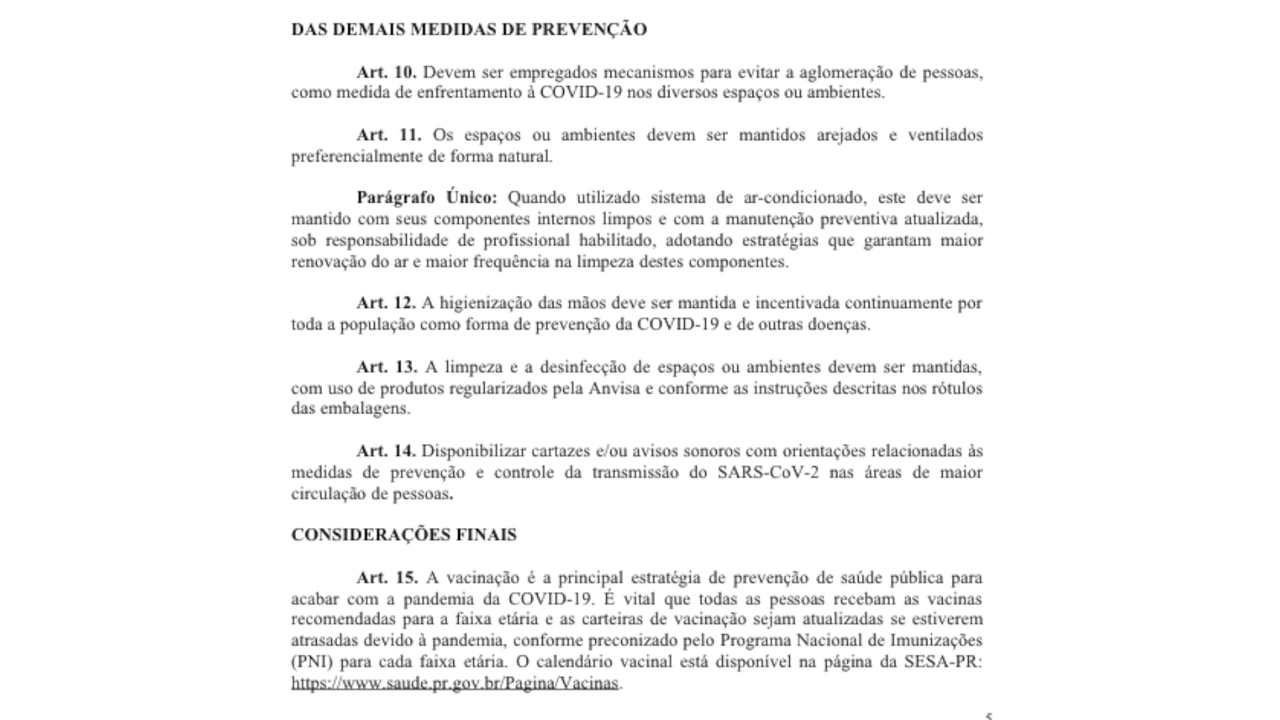 DAS DEMAIS MEDIDAS DE PREVENÇÃO
Art. 10. Devem ser empregados mecanismos para evitar a aglomeração de pessoas,
como medida de enfrentamento à COVID-19 nos diversos espaços ou ambientes.
Art. 11. Os espaços ou ambientes devem ser mantidos arejados e ventilados
preferencialmente de forma natural.
Parágrafo Único: Quando utilizado sistema de ar-condicionado, este deve ser
mantido com seus componentes internos limpos e com a manutenção preventiva atualizada,
sob responsabilidade de profissional habilitado, adotando estratégias que garantam maior
renovação do ar e maior frequência na limpeza destes componentes.
Art. 12. A higienização das mãos deve ser mantida e incentivada continuamente por
toda a população como forma de prevenção da COVID-19 e de outras doenças.
Art. 13. A limpeza e a desinfecção de espaços ou ambientes devem ser mantidas,
com uso de produtos regularizados pela Anvisa e conforme as instruções descritas nos rótulos
das embalagens.
Art. 14. Disponibilizar cartazes e/ou avisos sonoros com orientações relacionadas às
medidas de prevenção e controle da transmissão do SARS-CoV-2 nas áreas de maior
circulação de pessoas.
CONSIDERAÇÕES FINAIS
Art. 15. A vacinação é a principal estratégia de prevenção de saúde pública para
acabar com a pandemia da COVID-19. É vital que todas as pessoas recebam as vacinas
recomendadas para a faixa etária e as carteiras de vacinação sejam atualizadas se estiverem
atrasadas devido à pandemia, conforme preconizado pelo Programa Nacional de Imunizações
(PNI) para cada faixa etária. O calendário vacinal está disponível na página da SESA-PR:
https://www.saude.pr.gov.br/Pagina/Vacinas.
5